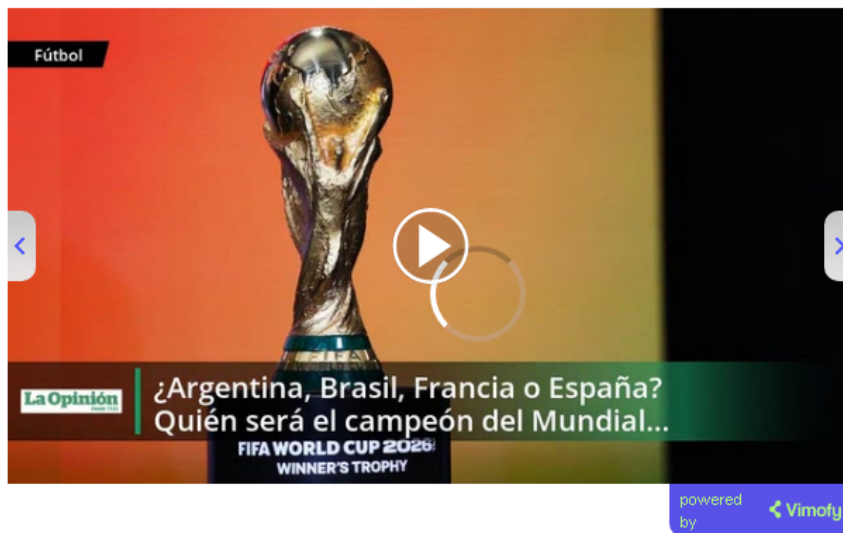 Fútbol
La Opinión
¿Argentina, Brasil, Francia o España?
Quién será el campeón del Mundial...
FIFA
FIFA WORLD CUP 2026
WINNER'S TROPHY
powered
by
Vimofy